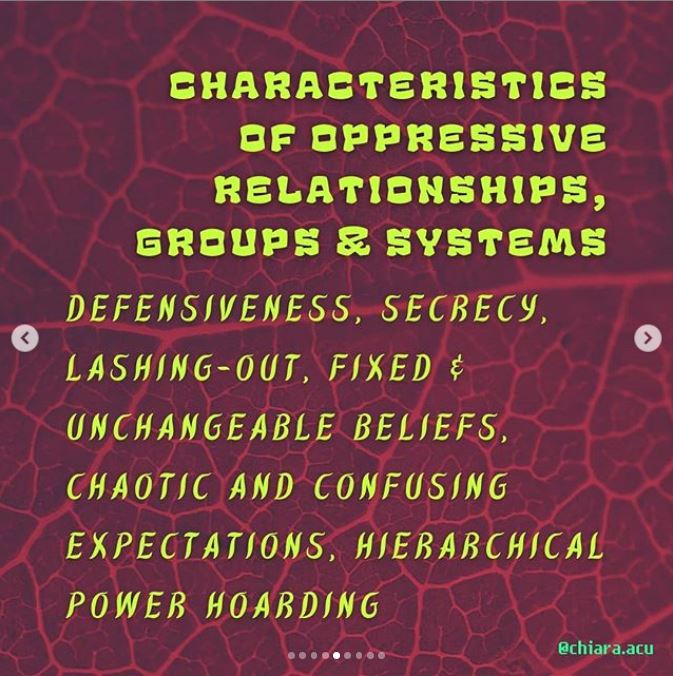 CHARACTERISTICS
OF OPPRESSIVE
RELATIONSHIPS,
GROUPS & SYSTEMS
DEFENSIVENESS, SECRECY,
LASHING-OUT, FIXED &
UNCHANGEABLE BELIEFS,
CHAOTIC AND CONFUSING
EXPECTATIONS, HIERARCHICAL
POWER HOARDING
@chiara.acu